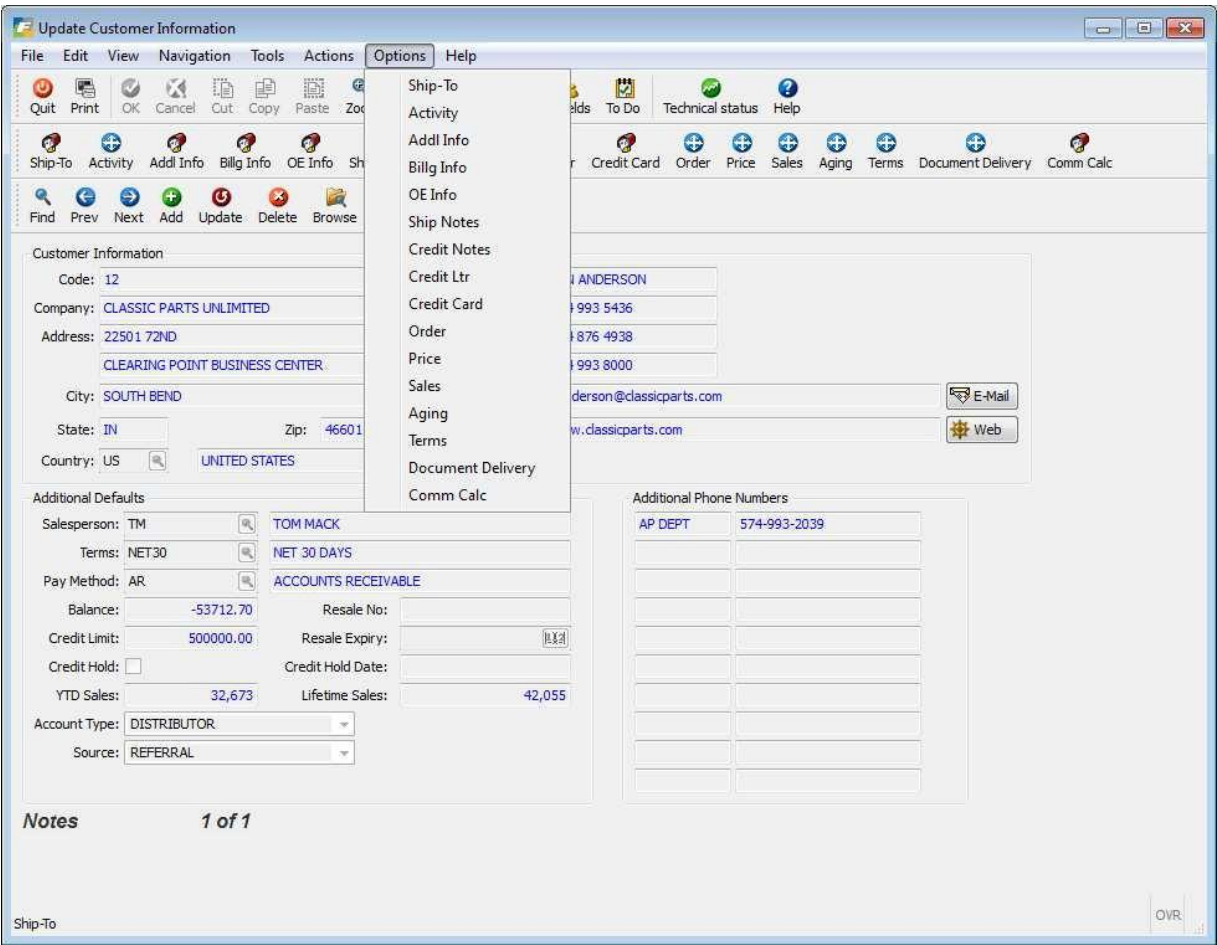 Update Customer Information
File Edit View Navigation Tools Actions Options Help
Quit Print OK Cancel Cut Copy Paste To Do Technical status Help
Ship-To Activity Addl Info Billg Info OE Info Credit Card Order Price Sales Aging Terms Document Delivery Comm Calc
Find Prev Next Add Update Delete Browse
Ship-To
Activity
Addl Info
Billg Info
OE Info
Ship Notes
Credit Notes
Credit Ltr
Credit Card
Order
Price
Sales
Aging
Terms
Document Delivery
Comm Calc
Customer Information
Code: 12 ANDERSON
Company: CLASSIC PARTS UNLIMITED 993 5436
Address: 22501 72ND 876 4938
CLEARING POINT BUSINESS CENTER 993 8000
City: SOUTH BEND derson@classicparts.com E-Mail
State: IN Zip: 46601 w.classicparts.com Web
Country: US UNITED STATES
Additional Defaults
Salesperson: TM TOM MACK
Terms: NET30 NET 30 DAYS
Pay Method: AR ACCOUNTS RECEIVABLE
Balance: -53712.70 Resale No:
Credit Limit: 500000.00 Resale Expiry:
Credit Hold: Credit Hold Date:
YTD Sales: 32,673 Lifetime Sales: 42,055
Account Type: DISTRIBUTOR
Source: REFERRAL
Additional Phone Numbers
AP DEPT 574-993-2039
Notes 1 of 1
Ship-To OVR